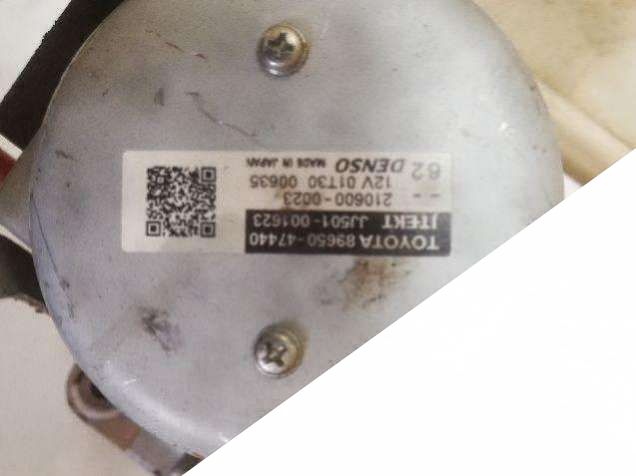 TOYOTA 89650-47440
JTEKT JJ501-001623
210600-0023 --
12V 01T30 00635 62
DENSO MADE IN JAPAN